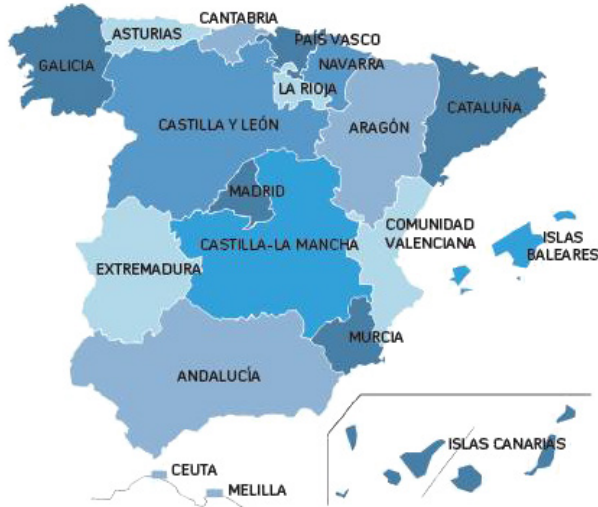 CANTABRIA
ASTURIAS
PAÍS VASCO
GALICIA
NAVARRA
LA RIOJA
CATALUÑA
CASTILLA Y LEÓN
ARAGÓN
MADRID
COMUNIDAD
VALENCIANA
ISLAS
BALEARES
CASTILLA-LA MANCHA
EXTREMADURA
MURCIA
ANDALUCÍA
ISLAS CANARIAS
CEUTA
MELILLA